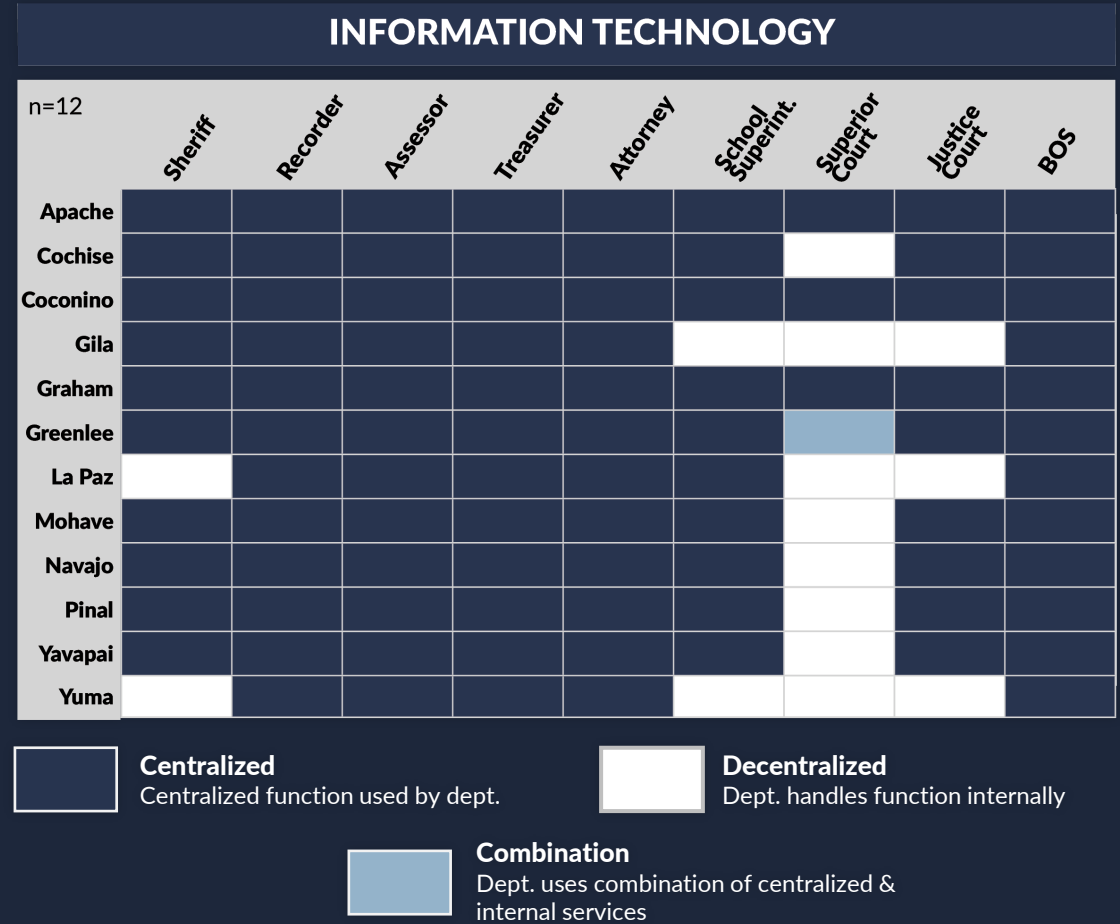 INFORMATION TECHNOLOGY
n=12
Sheriff
Recorder
Assessor
Treasurer
Attorney
School
Superint.
Superior
Court
Justice
Court
BOS
Apache
Cochise
Coconino
Gila
Graham
Greenlee
La Paz
Mohave
Navajo
Pinal
Yavapai
Yuma
Centralized
Centralized function used by dept.
Decentralized
Dept. handles function internally
Combination
Dept. uses combination of centralized &
internal services